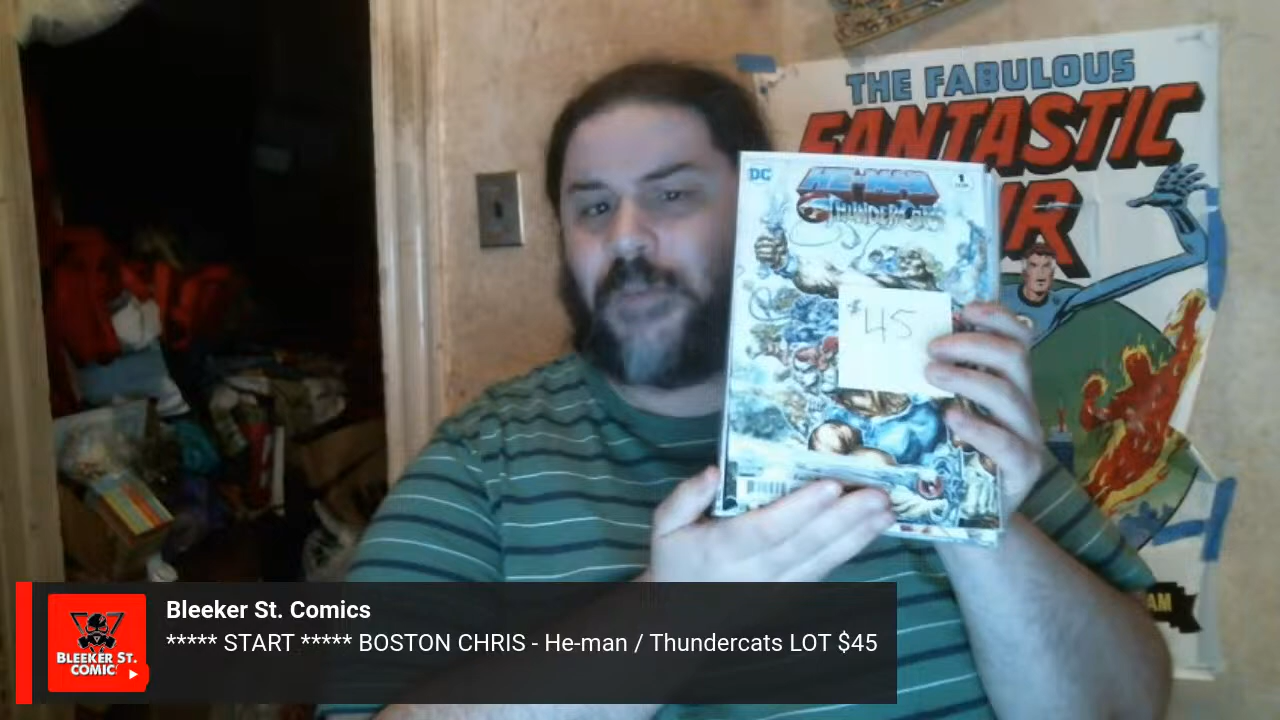 THE FABULOUS
FANTASTIC
DC
HE-MAN
1
THUNDERCATS
$45
AM
Bleeker St. Comics
***** START ***** BOSTON CHRIS - He-man / Thundercats LOT $45
BLEEKER ST.
COMIC